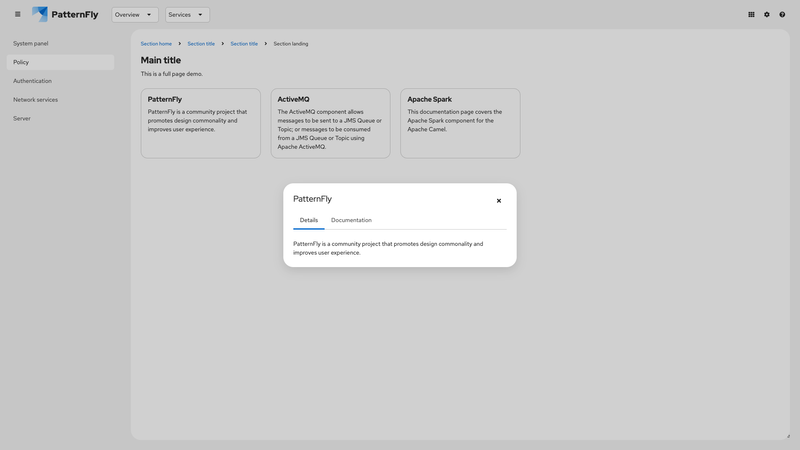 PatternFly
Overview
Services
System panel
Policy
Authentication
Network services
Server
Section home
Section title
Section title
Section landing
Main title
This is a full page demo.
PatternFly
PatternFly is a community project that
promotes design commonality and
improves user experience.
ActiveMQ
The ActiveMQ component allows
messages to be sent to a JMS Queue or
Topic; or messages to be consumed
from a JMS Queue or Topic using
Apache ActiveMQ.
Apache Spark
This documentation page covers the
Apache Spark component for the
Apache Camel.
PatternFly
Details
Documentation
PatternFly is a community project that promotes design commonality and
improves user experience.